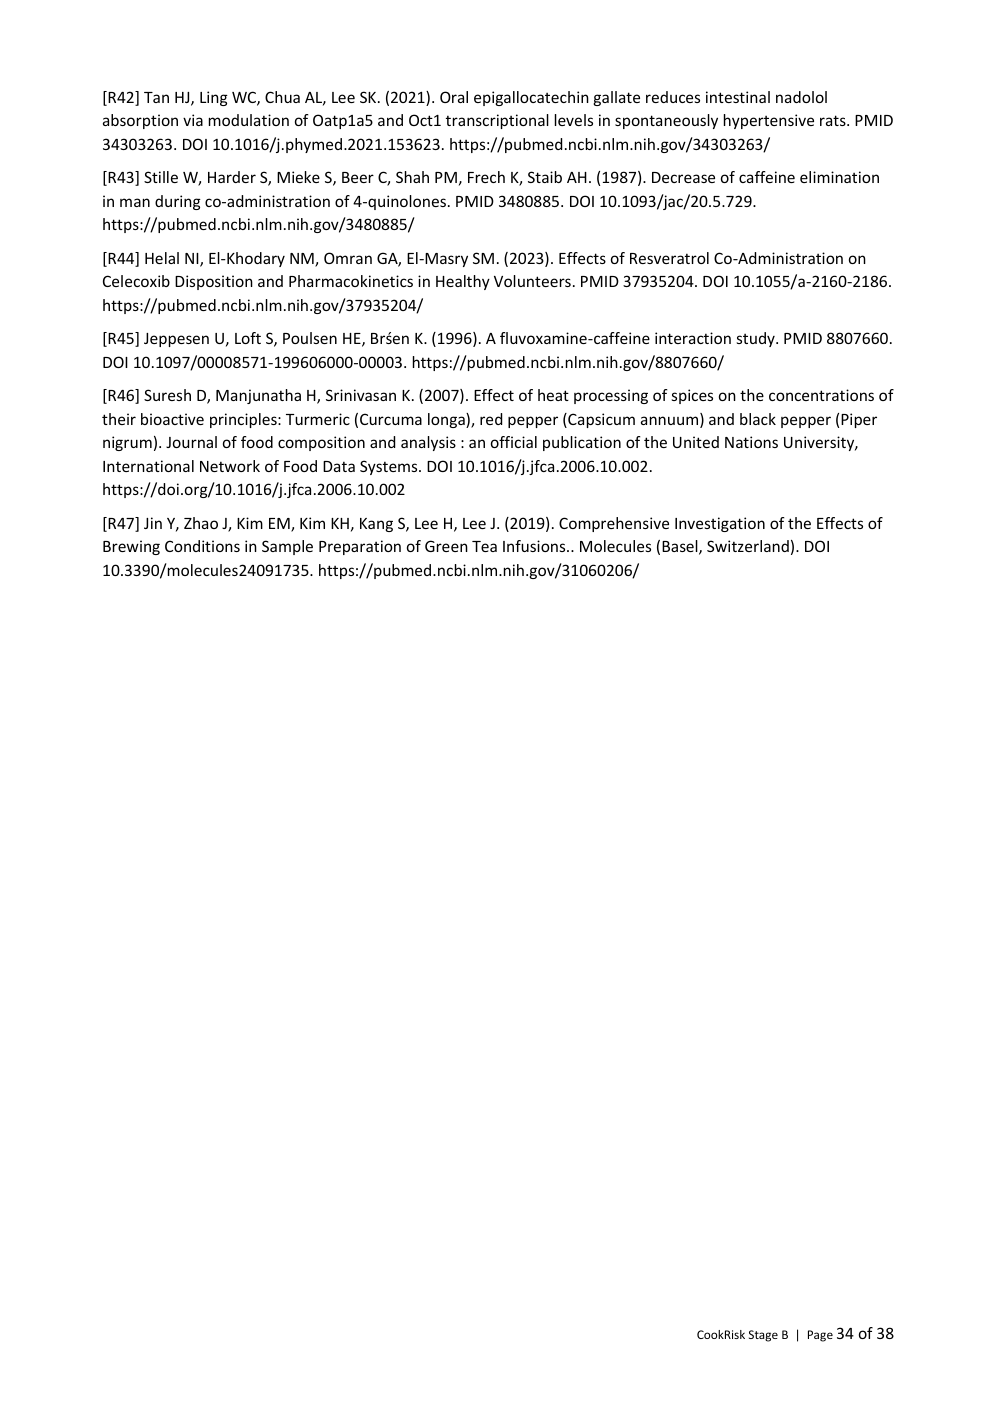 [R42] Tan HJ, Ling WC, Chua AL, Lee SK. (2021). Oral epigallocatechin gallate reduces intestinal nadolol
absorption via modulation of Oatp1a5 and Oct1 transcriptional levels in spontaneously hypertensive rats. PMID
34303263. DOI 10.1016/j.phymed.2021.153623. https://pubmed.ncbi.nlm.nih.gov/34303263/
[R43] Stille W, Harder S, Mieke S, Beer C, Shah PM, Frech K, Staib AH. (1987). Decrease of caffeine elimination
in man during co-administration of 4-quinolones. PMID 3480885. DOI 10.1093/jac/20.5.729.
https://pubmed.ncbi.nlm.nih.gov/3480885/
[R44] Helal NI, El-Khodary NM, Omran GA, El-Masry SM. (2023). Effects of Resveratrol Co-Administration on
Celecoxib Disposition and Pharmacokinetics in Healthy Volunteers. PMID 37935204. DOI 10.1055/a-2160-2186.
https://pubmed.ncbi.nlm.nih.gov/37935204/
[R45] Jeppesen U, Loft S, Poulsen HE, Brśen K. (1996). A fluvoxamine-caffeine interaction study. PMID 8807660.
DOI 10.1097/00008571-199606000-00003. https://pubmed.ncbi.nlm.nih.gov/8807660/
[R46] Suresh D, Manjunatha H, Srinivasan K. (2007). Effect of heat processing of spices on the concentrations of
their bioactive principles: Turmeric (Curcuma longa), red pepper (Capsicum annuum) and black pepper (Piper
nigrum). Journal of food composition and analysis : an official publication of the United Nations University,
International Network of Food Data Systems. DOI 10.1016/j.jfca.2006.10.002.
https://doi.org/10.1016/j.jfca.2006.10.002
[R47] Jin Y, Zhao J, Kim EM, Kim KH, Kang S, Lee H, Lee J. (2019). Comprehensive Investigation of the Effects of
Brewing Conditions in Sample Preparation of Green Tea Infusions.. Molecules (Basel, Switzerland). DOI
10.3390/molecules24091735. https://pubmed.ncbi.nlm.nih.gov/31060206/
CookRisk Stage B | Page 34 of 38